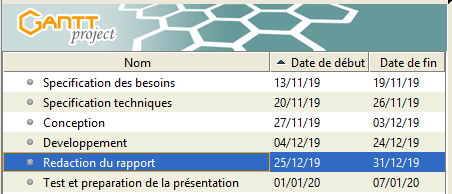 GANTT
project
Nom Date de début Date de fin
Specification des besoins 13/11/19 19/11/19
Specification techniques 20/11/19 26/11/19
Conception 27/11/19 03/12/19
Developpement 04/12/19 24/12/19
Redaction du rapport 25/12/19 31/12/19
Test et preparation de la présentation 01/01/20 07/01/20